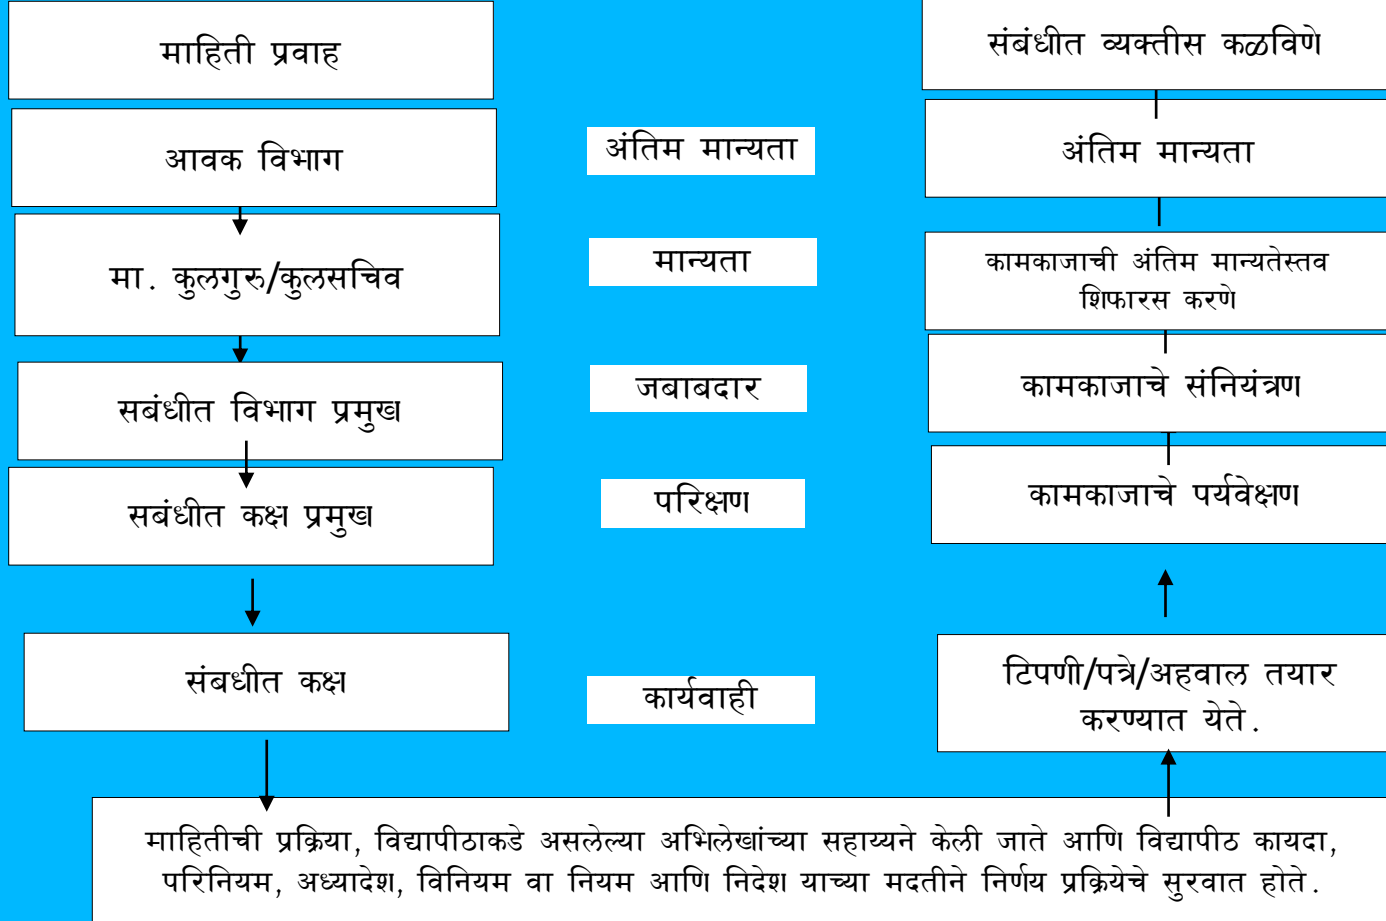 माहिती प्रवाह
आवक विभाग
मा. कुलगुरु/कुलसचिव
सबंधीत विभाग प्रमुख
सबंधीत कक्ष प्रमुख
संबधीत कक्ष
अंतिम मान्यता
मान्यता
जबाबदार
परिक्षण
कार्यवाही
संबंधीत व्यक्तीस कळविणे
अंतिम मान्यता
कामकाजाची अंतिम मान्यतेस्तव
शिफारस करणे
कामकाजाचे संनियंत्रण
कामकाजाचे पर्यवेक्षण
टिपणी/पत्रे/अहवाल तयार
करण्यात येते.
माहितीची प्रक्रिया, विद्यापीठाकडे असलेल्या अभिलेखांच्या सहाय्यने केली जाते आणि विद्यापीठ कायदा,
परिनियम, अध्यादेश, विनियम वा नियम आणि निदेश याच्या मदतीने निर्णय प्रक्रियेचे सुरवात होते.